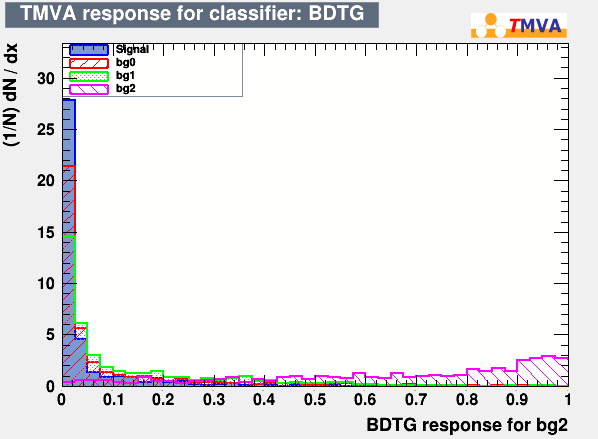 TMVA response for classifier: BDTG
TMVA
(1/N) dN / dx
Signal
bg0
bg1
bg2
30
25
20
15
10
5
0
0 0.1 0.2 0.3 0.4 0.5 0.6 0.7 0.8 0.9 1
BDTG response for bg2